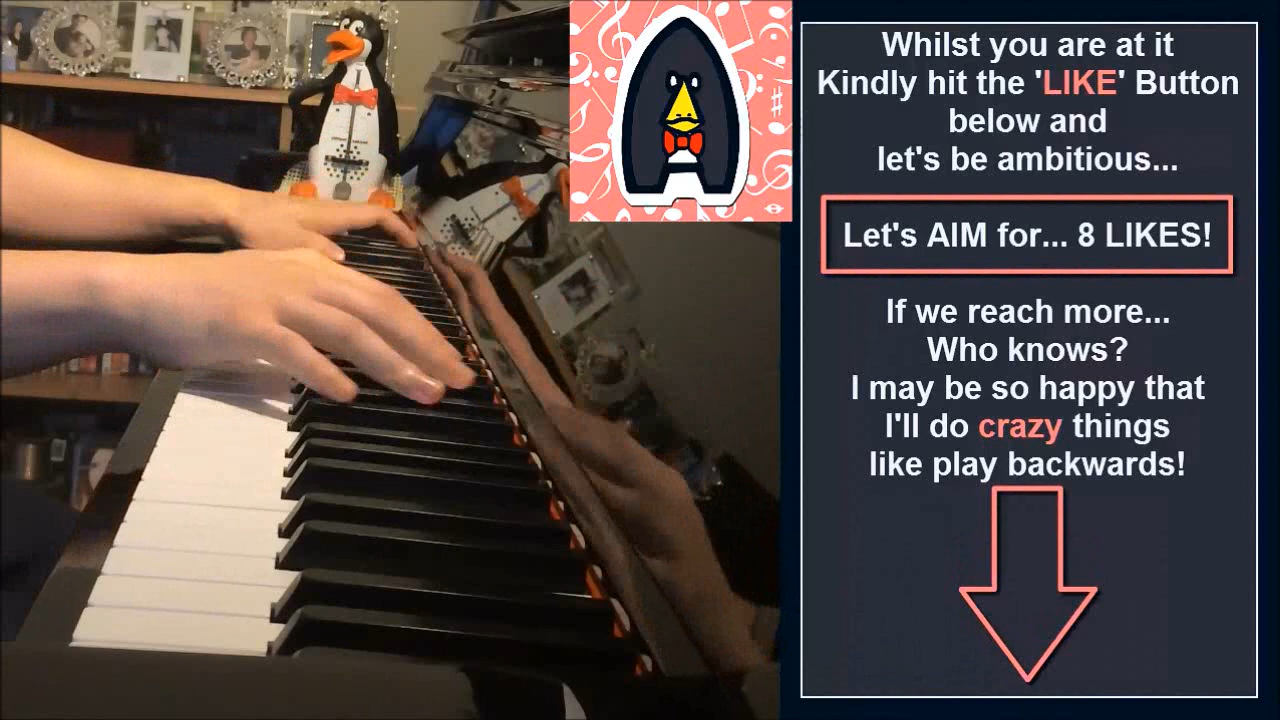 Whilst you are at it
Kindly hit the 'LIKE' Button
below and
let's be ambitious...
Let's AIM for... 8 LIKES!
If we reach more...
Who knows?
I may be so happy that
I'll do crazy things
like play backwards!